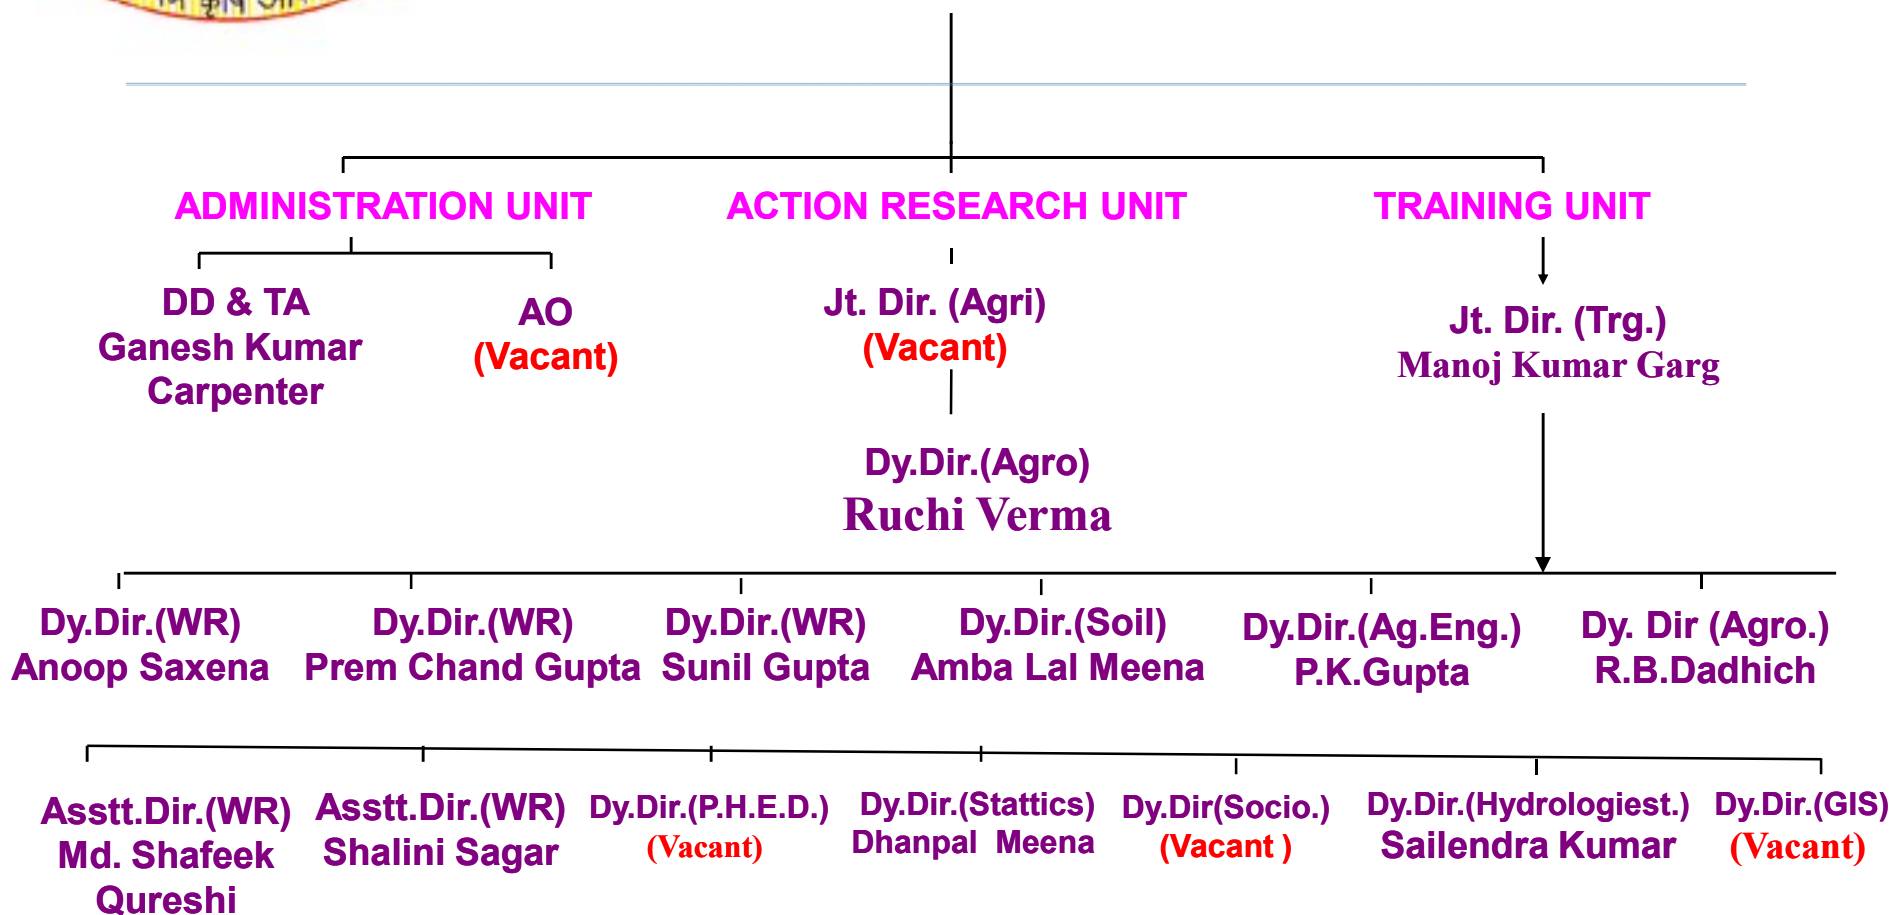 कृषि
ADMINISTRATION UNIT
ACTION RESEARCH UNIT
TRAINING UNIT
DD & TA
Ganesh Kumar
Carpenter
AO
(Vacant)
Jt. Dir. (Agri)
(Vacant)
Jt. Dir. (Trg.)
Manoj Kumar Garg
Dy.Dir.(Agro)
Ruchi Verma
Dy.Dir.(WR)
Anoop Saxena
Dy.Dir.(WR)
Prem Chand Gupta
Dy.Dir.(WR)
Sunil Gupta
Dy.Dir.(Soil)
Amba Lal Meena
Dy.Dir.(Ag.Eng.)
P.K.Gupta
Dy. Dir (Agro.)
R.B.Dadhich
Asstt.Dir.(WR)
Md. Shafeek
Qureshi
Asstt.Dir.(WR)
Shalini Sagar
Dy.Dir.(P.H.E.D.)
(Vacant)
Dy.Dir.(Stattics)
Dhanpal Meena
Dy.Dir(Socio.)
(Vacant )
Dy.Dir.(Hydrologiest.)
Sailendra Kumar
Dy.Dir.(GIS)
(Vacant)